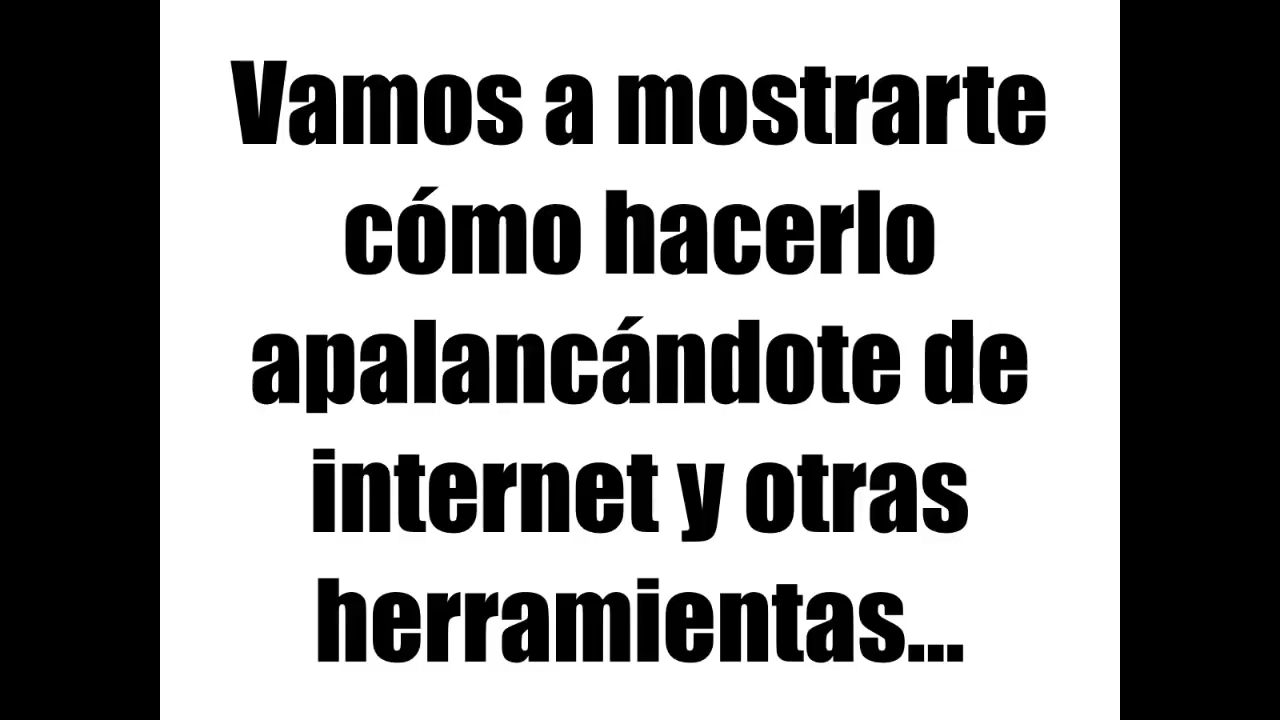 Vamos a mostrarte
cómo hacerlo
apalancándote de
internet y otras
herramientas...